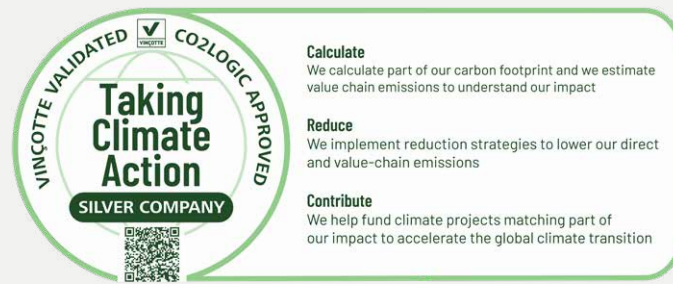 VINÇOTTE VALIDATED
VINÇOTTE
CO2LOGIC APPROVED
Taking
Climate
Action
SILVER COMPANY
Calculate
We calculate part of our carbon footprint and we estimate
value chain emissions to understand our impact
Reduce
We implement reduction strategies to lower our direct
and value-chain emissions
Contribute
We help fund climate projects matching part of
our impact to accelerate the global climate transition